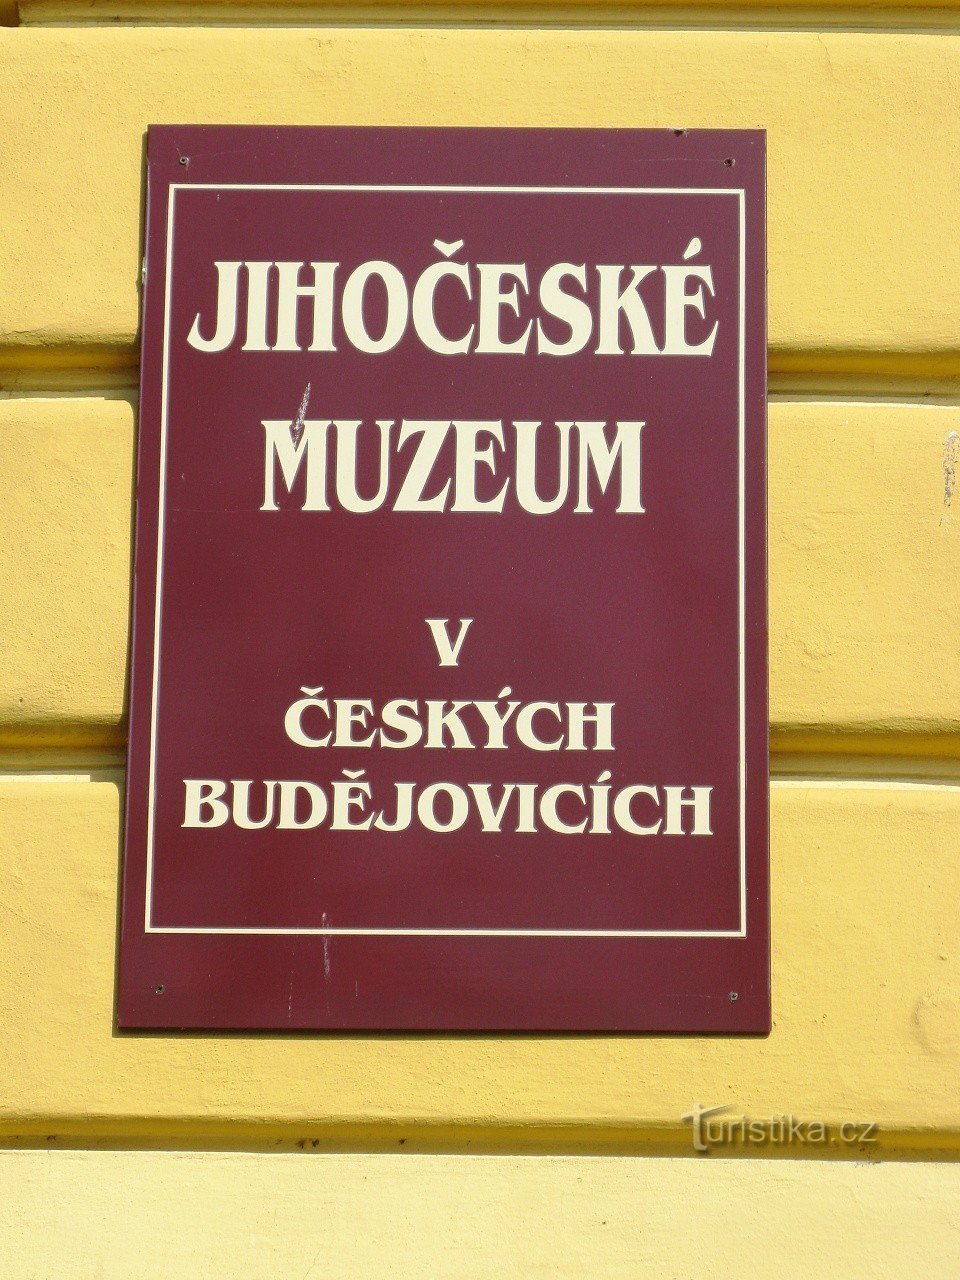 JIHOČESKÉ
MUZEUM
V
ČESKÝCH
BUDĚJOVICÍCH
Turistika.cz